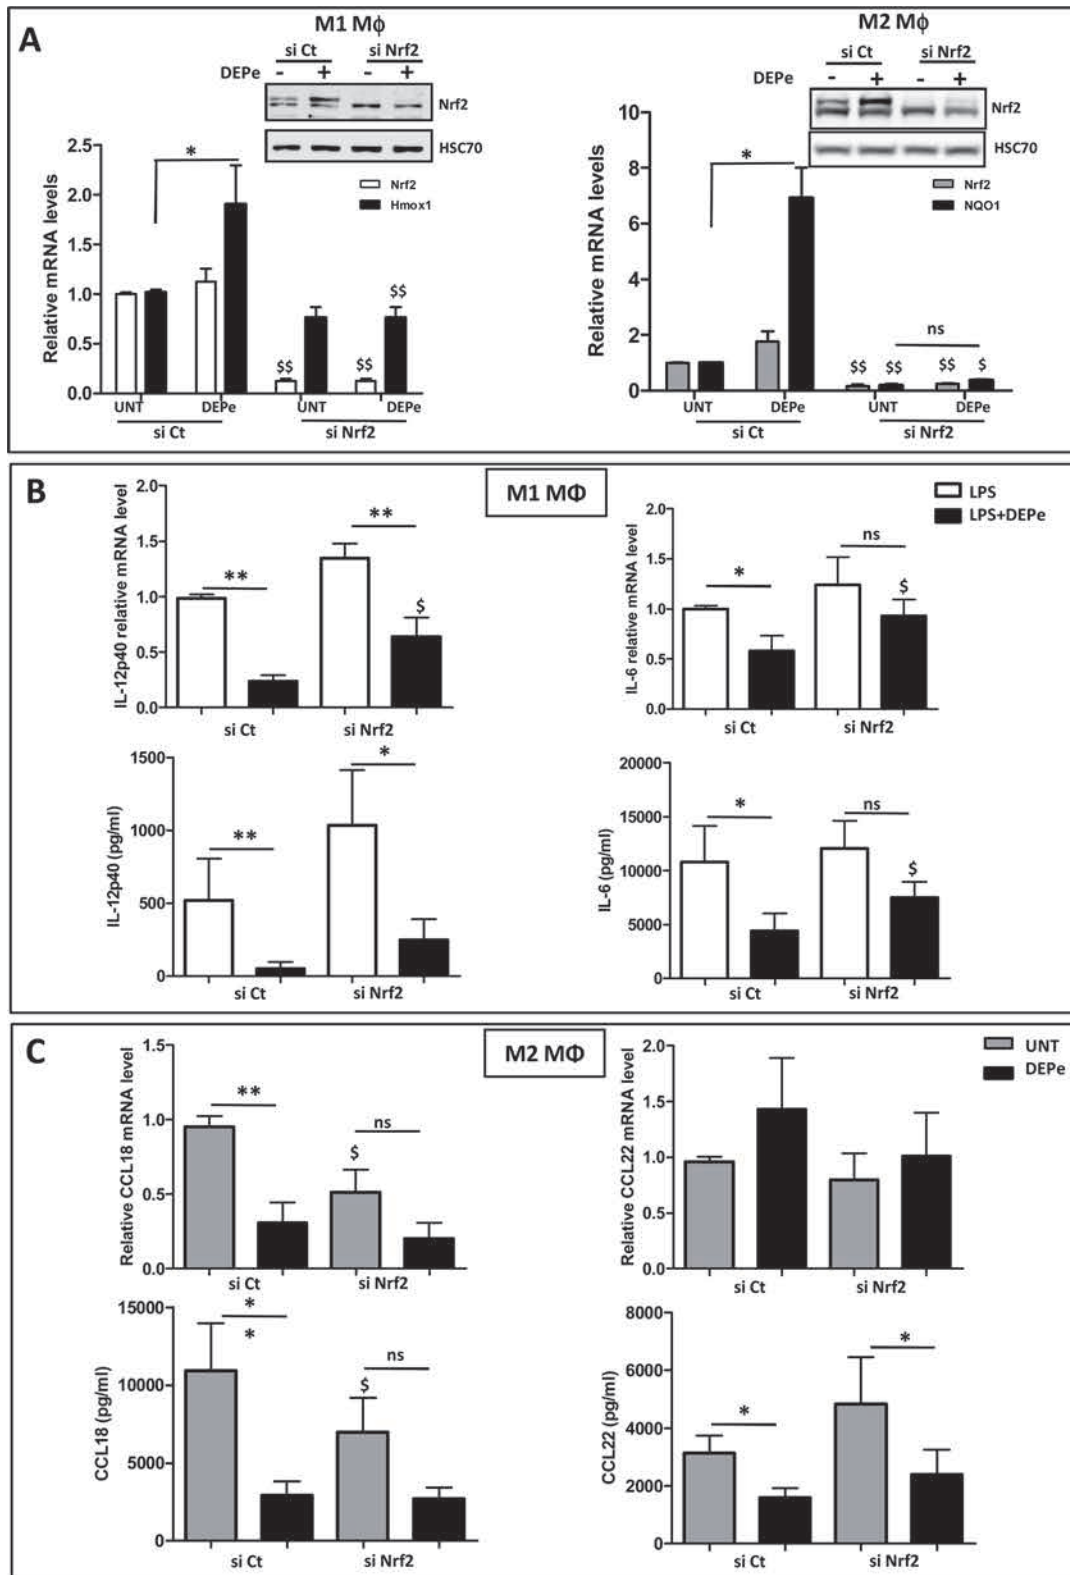 A
M1 Mϕ
si Ct si Nrf2
DEPe - + - +
Nrf2
HSC70
Nrf2
Hmox1
Relative mRNA levels
2.5
2.0
1.5
1.0
0.5
0.0
*
$$ $$ $$
UNT DEPe UNT DEPe
si Ct si Nrf2
M2 Mϕ
si Ct si Nrf2
DEPe - + - +
Nrf2
HSC70
Nrf2
NQO1
Relative mRNA levels
10
8
6
4
2
0
*
ns
$$ $$ $$ $
UNT DEPe UNT DEPe
si Ct si Nrf2
B
M1 MΦ
LPS
LPS+DEPe
IL-12p40 relative mRNA level
2.0
1.5
1.0
0.5
0.0
** **
$
si Ct si Nrf2
IL-6 relative mRNA level
2.0
1.5
1.0
0.5
0.0
* ns
$
si Ct si Nrf2
IL-12p40 (pg/ml)
1500
1000
500
0
** *
si Ct si Nrf2
IL-6 (pg/ml)
20000
15000
10000
5000
0
* ns
$
si Ct si Nrf2
C
M2 MΦ
UNT
DEPe
Relative CCL18 mRNA level
1.5
1.0
0.5
0.0
** ns
$
si Ct si Nrf2
Relative CCL22 mRNA level
2.0
1.5
1.0
0.5
0.0
si Ct si Nrf2
CCL18 (pg/ml)
15000
10000
5000
0
*
*
ns
$
si Ct si Nrf2
CCL22 (pg/ml)
8000
6000
4000
2000
0
* *
si Ct si Nrf2